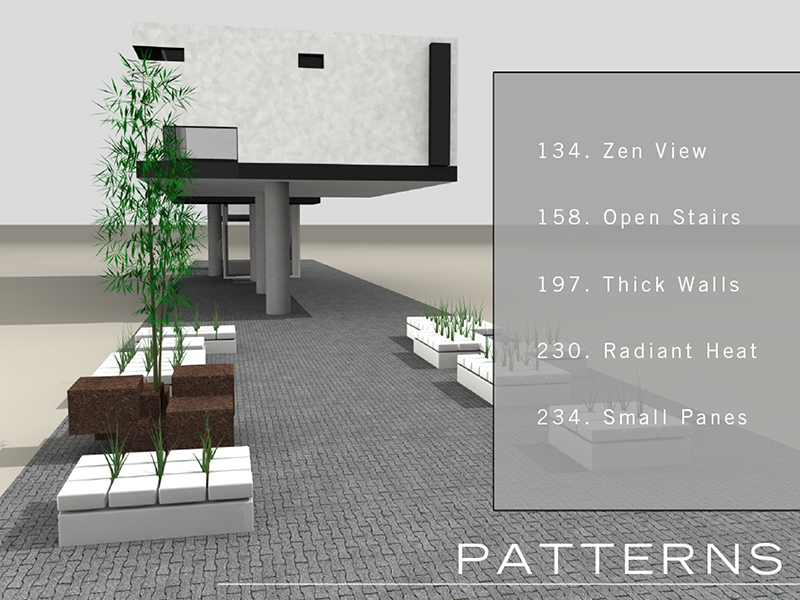 134. Zen View
158. Open Stairs
197. Thick Walls
230. Radiant Heat
234. Small Panes
PATTERNS